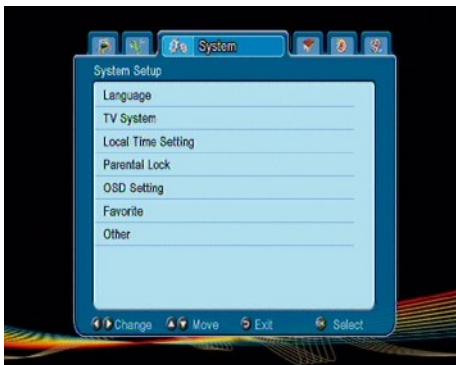 System
System Setup
Language
TV System
Local Time Setting
Parental Lock
OSD Setting
Favorite
Other
Change Move Exit Select